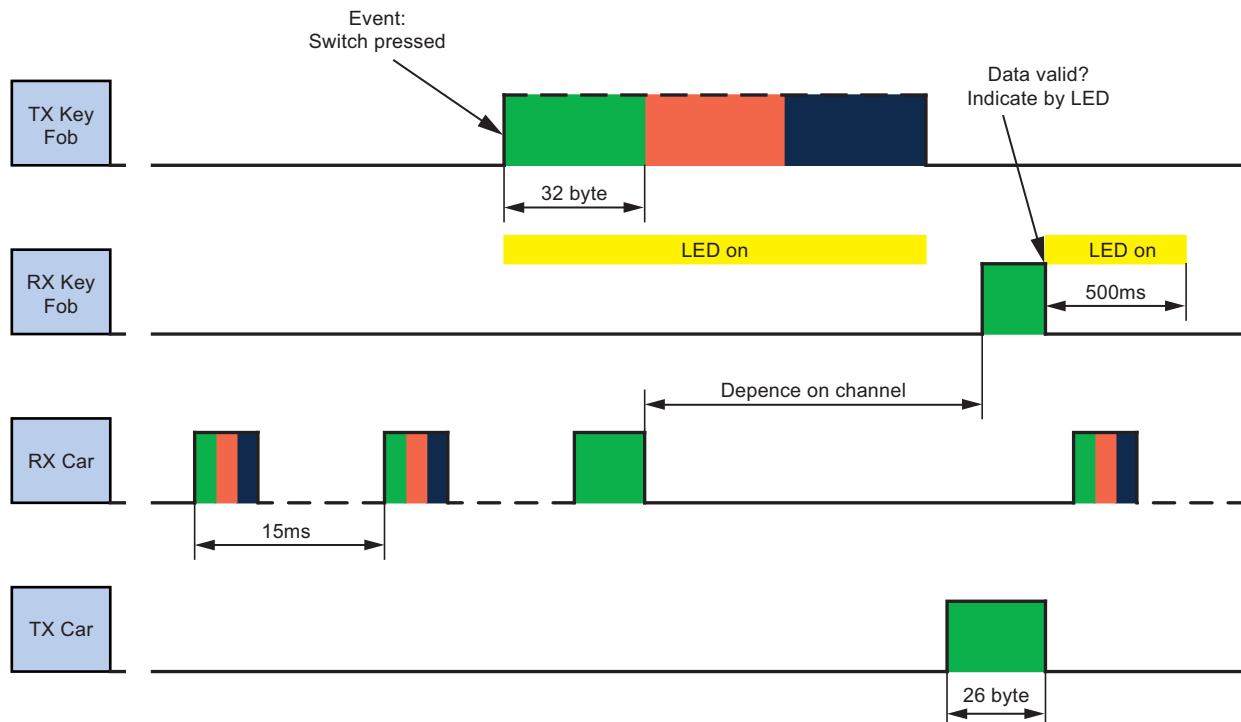 Event:
Switch pressed
Data valid?
Indicate by LED
TX Key
Fob
32 byte
LED on
LED on
RX Key
Fob
500ms
Depence on channel
RX Car
15ms
TX Car
26 byte